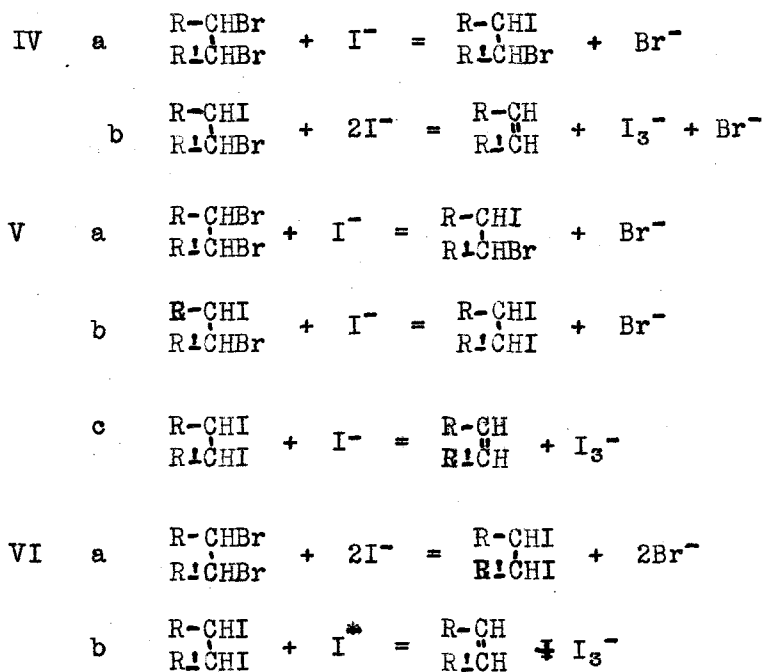 R-CHBr R-CHI
IV a + I⁻ = + Br⁻
R'-CHBr R'-CHBr
R-CHI R-CH
b + 2I⁻ = " + I₃⁻ + Br⁻
R'-CHBr R'-CH
R-CHBr R-CHI
V a + I⁻ = + Br⁻
R'-CHBr R'-CHBr
R-CHI R-CHI
b + I⁻ = + Br⁻
R'-CHBr R'-CHI
R-CHI R-CH
c + I⁻ = " + I₃⁻
R'-CHI R'-CH
R-CHBr R-CHI
VI a + 2I⁻ = + 2Br⁻
R'-CHBr R'-CHI
R-CHI R-CH
b + I* = " + I₃⁻
R'-CHI R'-CH